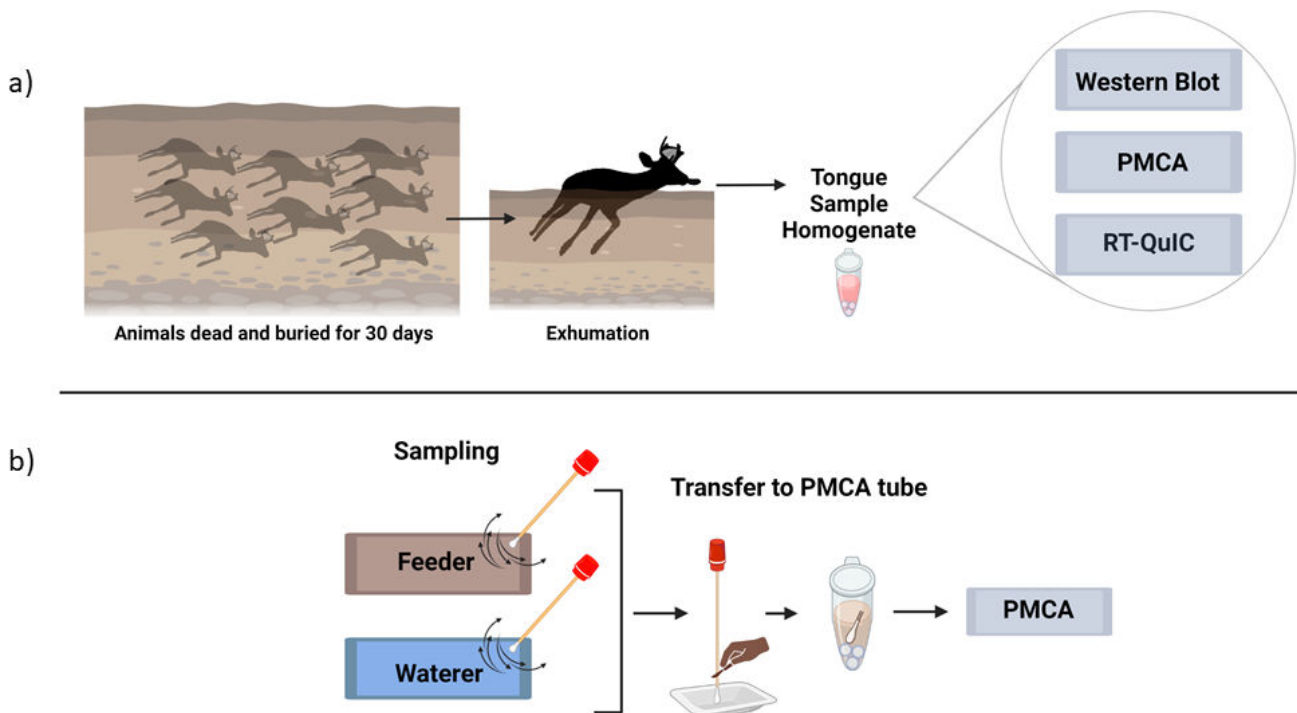 a)
Animals dead and buried for 30 days
Exhumation
Tongue
Sample
Homogenate
Western Blot
PMCA
RT-QuIC
b)
Sampling
Feeder
Waterer
Transfer to PMCA tube
PMCA